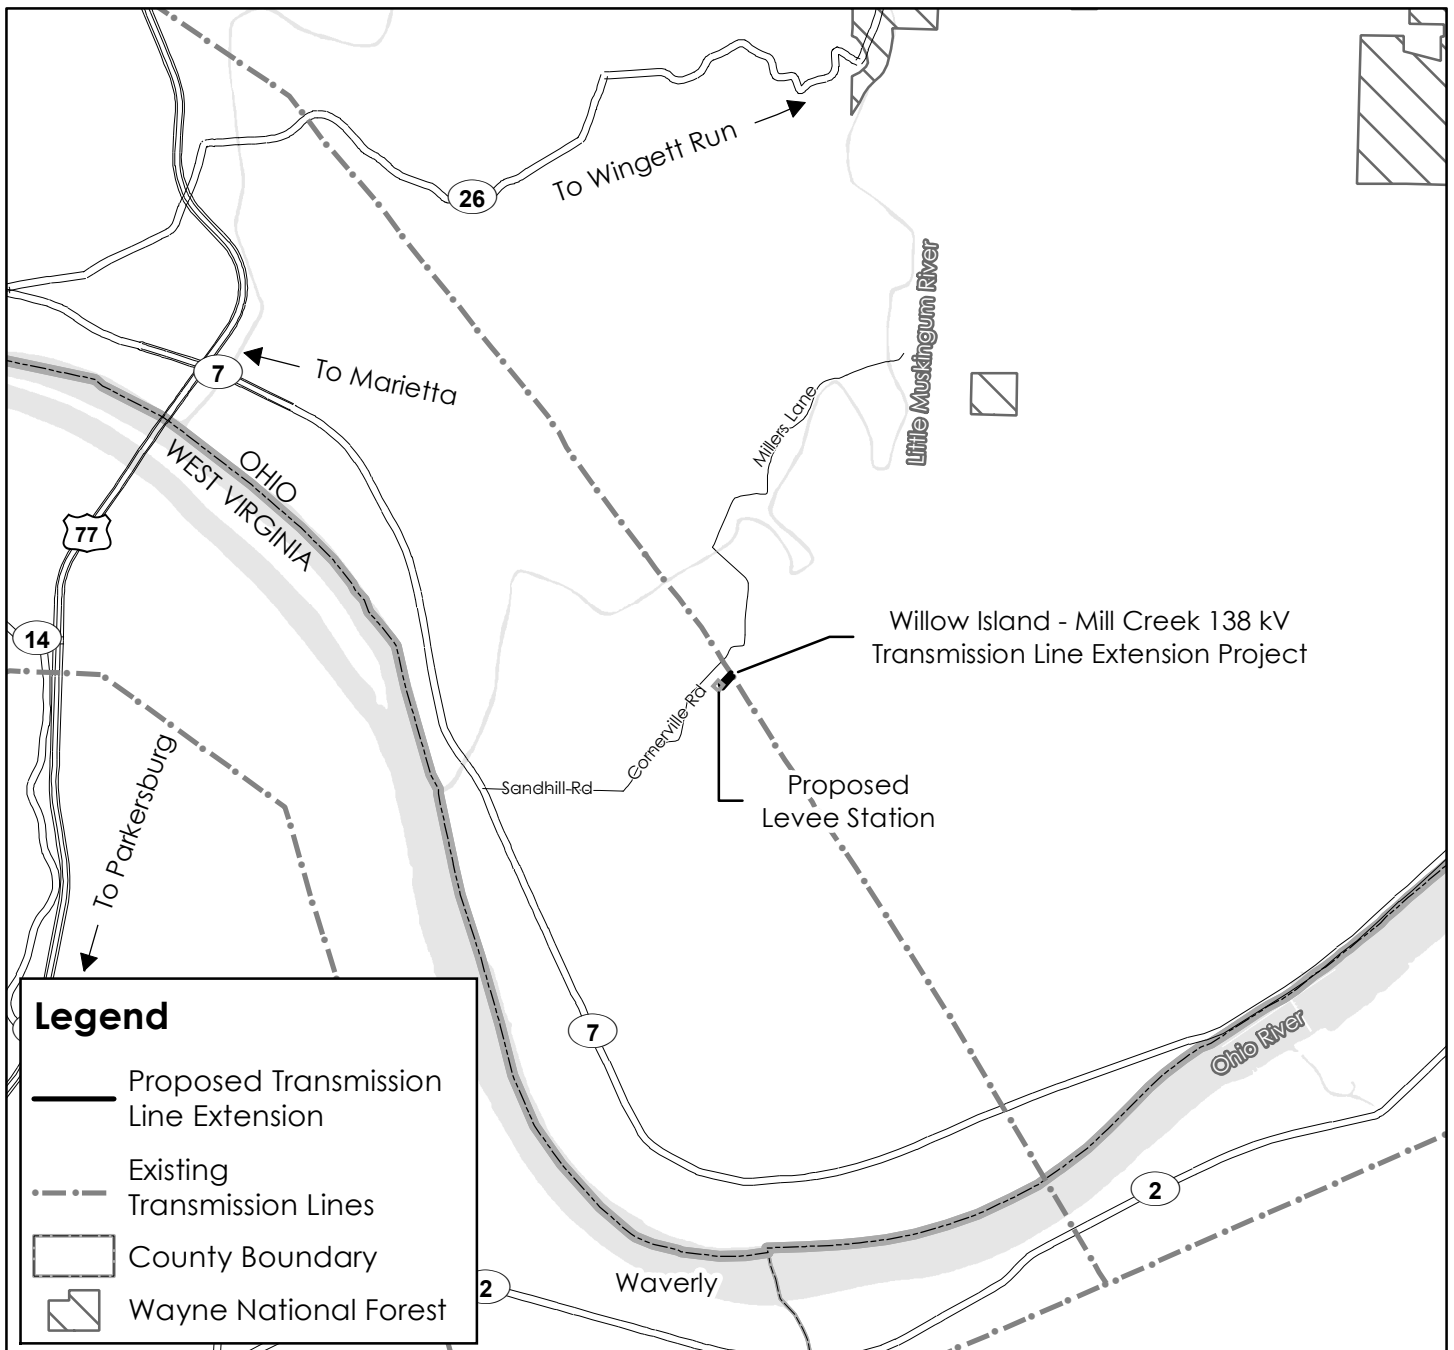 To Wingett Run
26
Little Muskingum River
7
To Marietta
Millers Lane
OHIO
WEST VIRGINIA
77
14
Willow Island - Mill Creek 138 kV
Transmission Line Extension Project
Cornerville Rd
Sandhill Rd
Proposed
Levee Station
To Parkersburg
7
Ohio River
2
Waverly
2
Legend
Proposed Transmission
Line Extension
Existing
Transmission Lines
County Boundary
Wayne National Forest